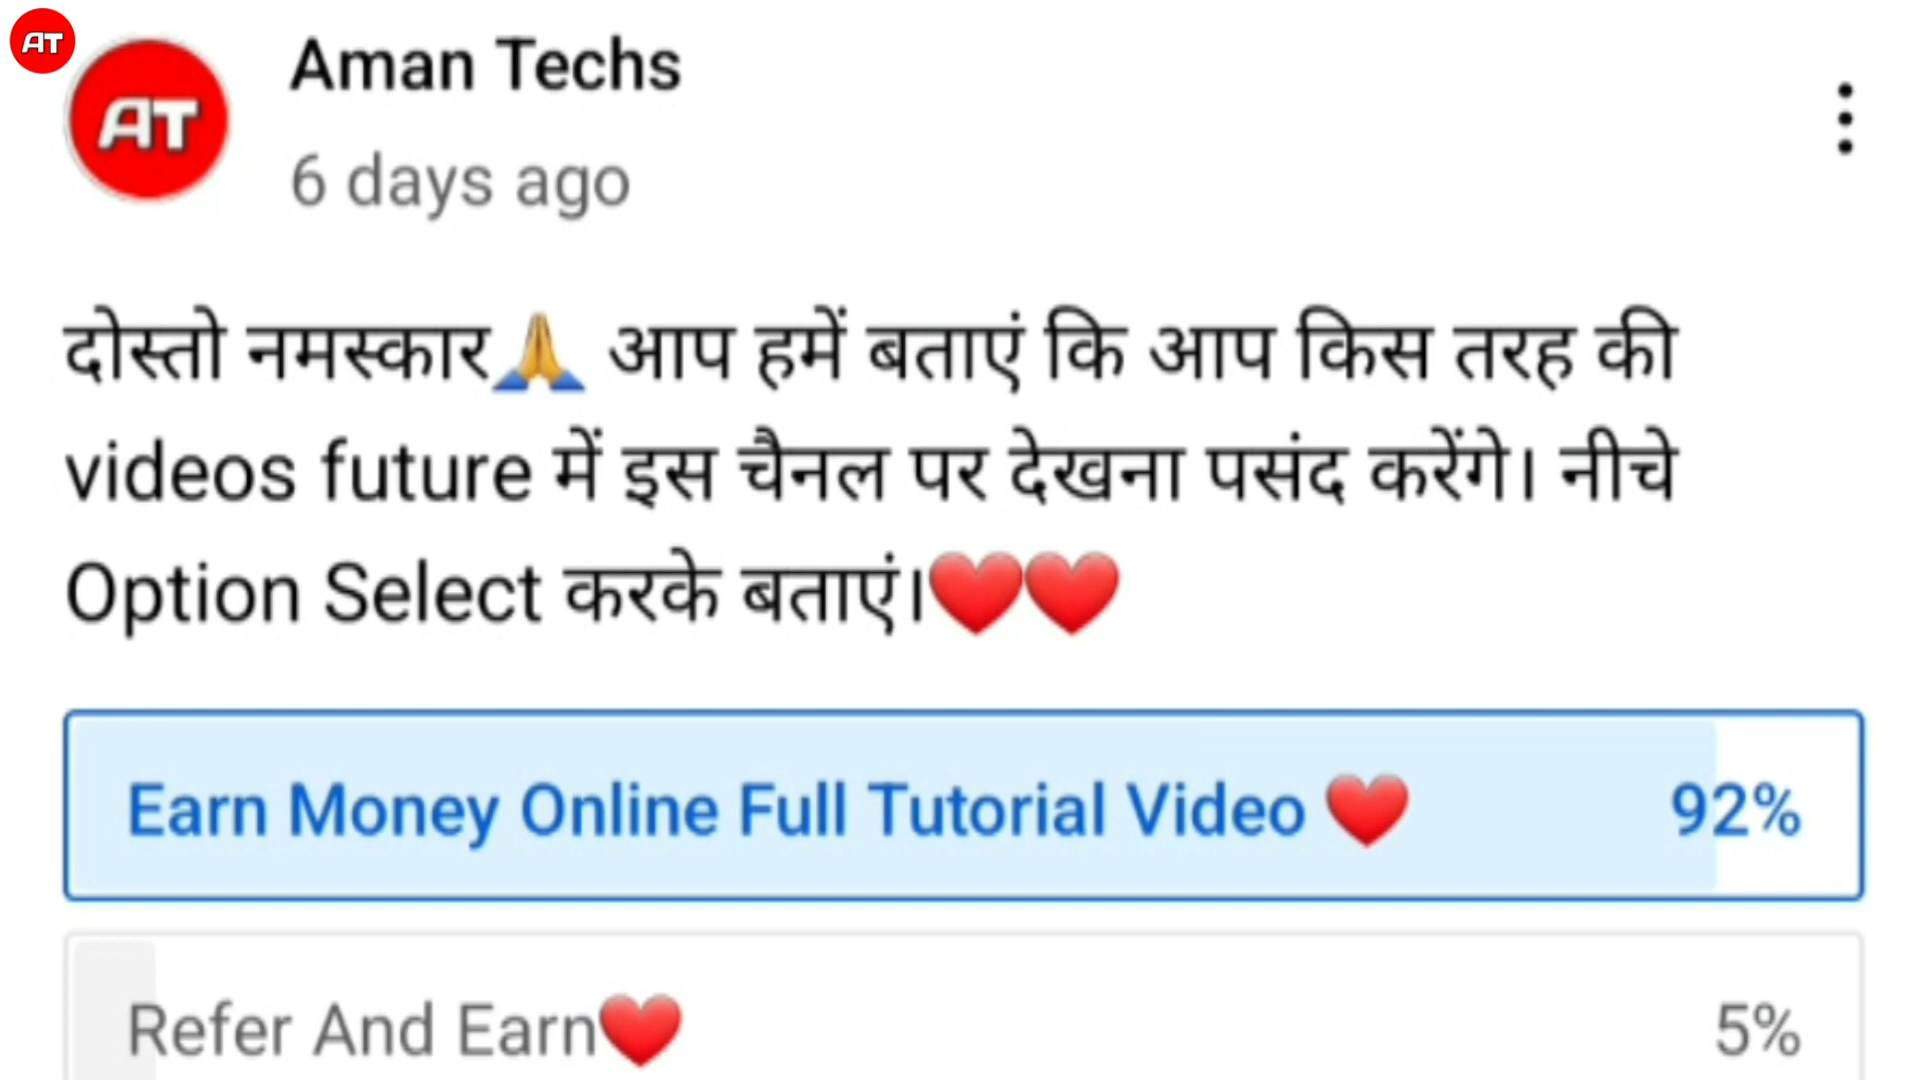 AT
AT
Aman Techs
6 days ago
दोस्तो नमस्कार🙏 आप हमें बताएं कि आप किस तरह की
videos future में इस चैनल पर देखना पसंद करेंगे। नीचे
Option Select करके बताएं।❤️❤️
Earn Money Online Full Tutorial Video ❤️ 92%
Refer And Earn❤️ 5%